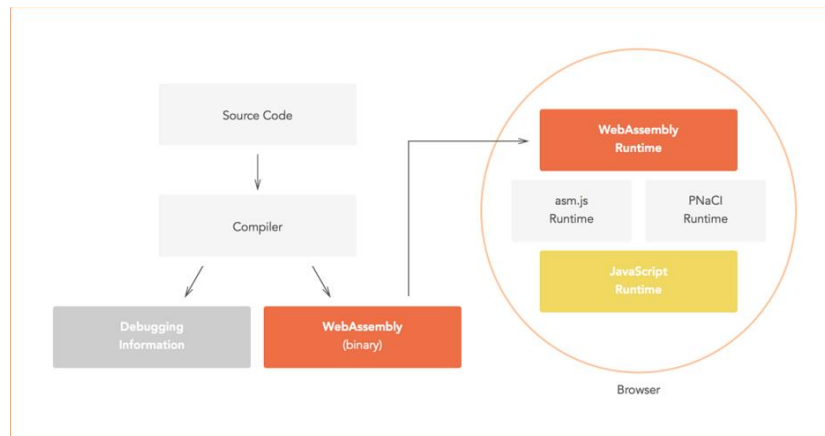 Source Code
Compiler
Debugging
Information
WebAssembly
(binary)
WebAssembly
Runtime
asm.js
Runtime
PNaCl
Runtime
JavaScript
Runtime
Browser